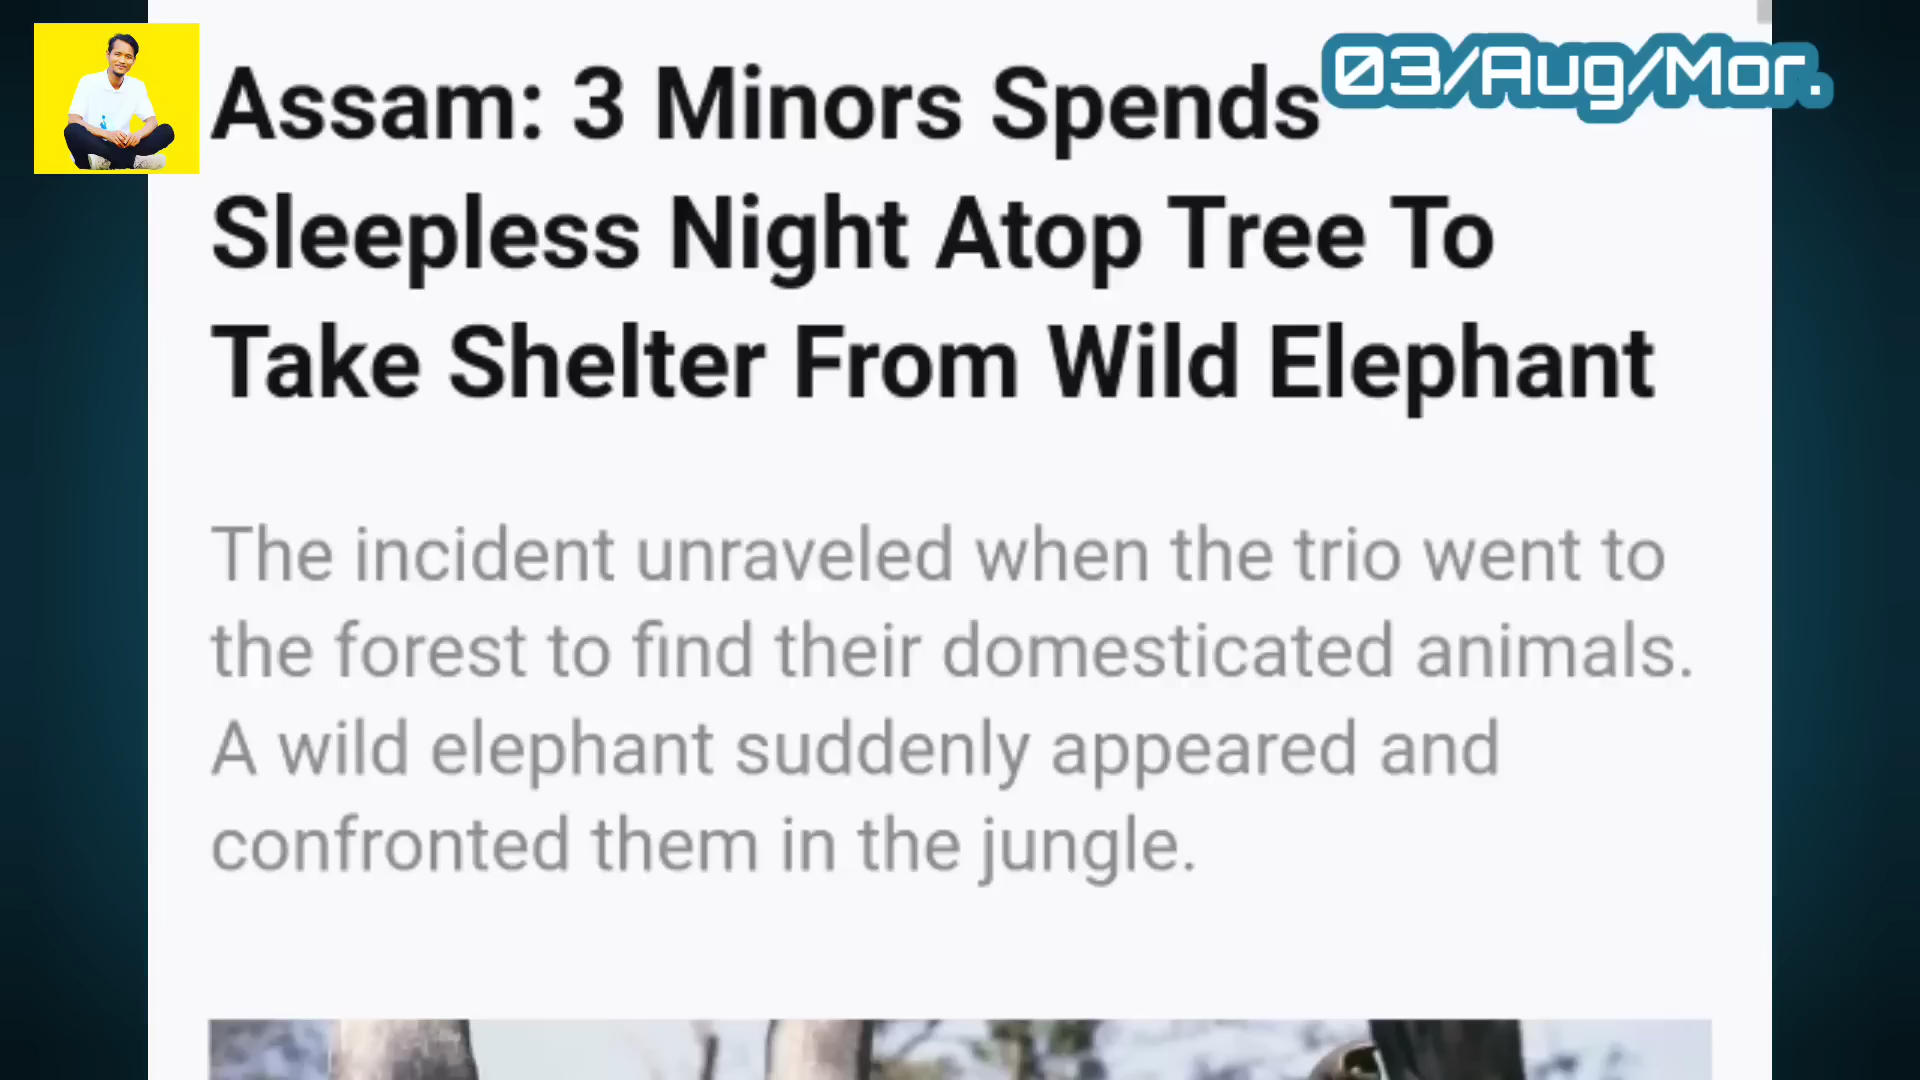 03/Aug/Mor.
Assam: 3 Minors Spends
Sleepless Night Atop Tree To
Take Shelter From Wild Elephant
The incident unraveled when the trio went to
the forest to find their domesticated animals.
A wild elephant suddenly appeared and
confronted them in the jungle.